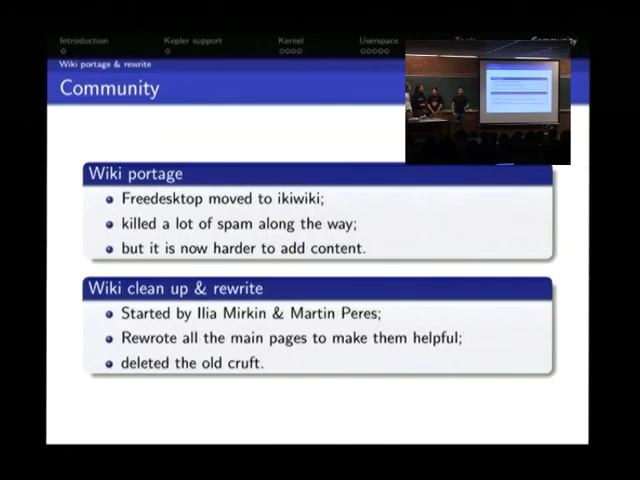 Introduction Kepler support Kernel Userspace Community
Wiki portage & rewrite
Community
Wiki portage
Freedesktop moved to ikiwiki;
killed a lot of spam along the way;
but it is now harder to add content.
Wiki clean up & rewrite
Started by Ilia Mirkin & Martin Peres;
Rewrote all the main pages to make them helpful;
deleted the old cruft.